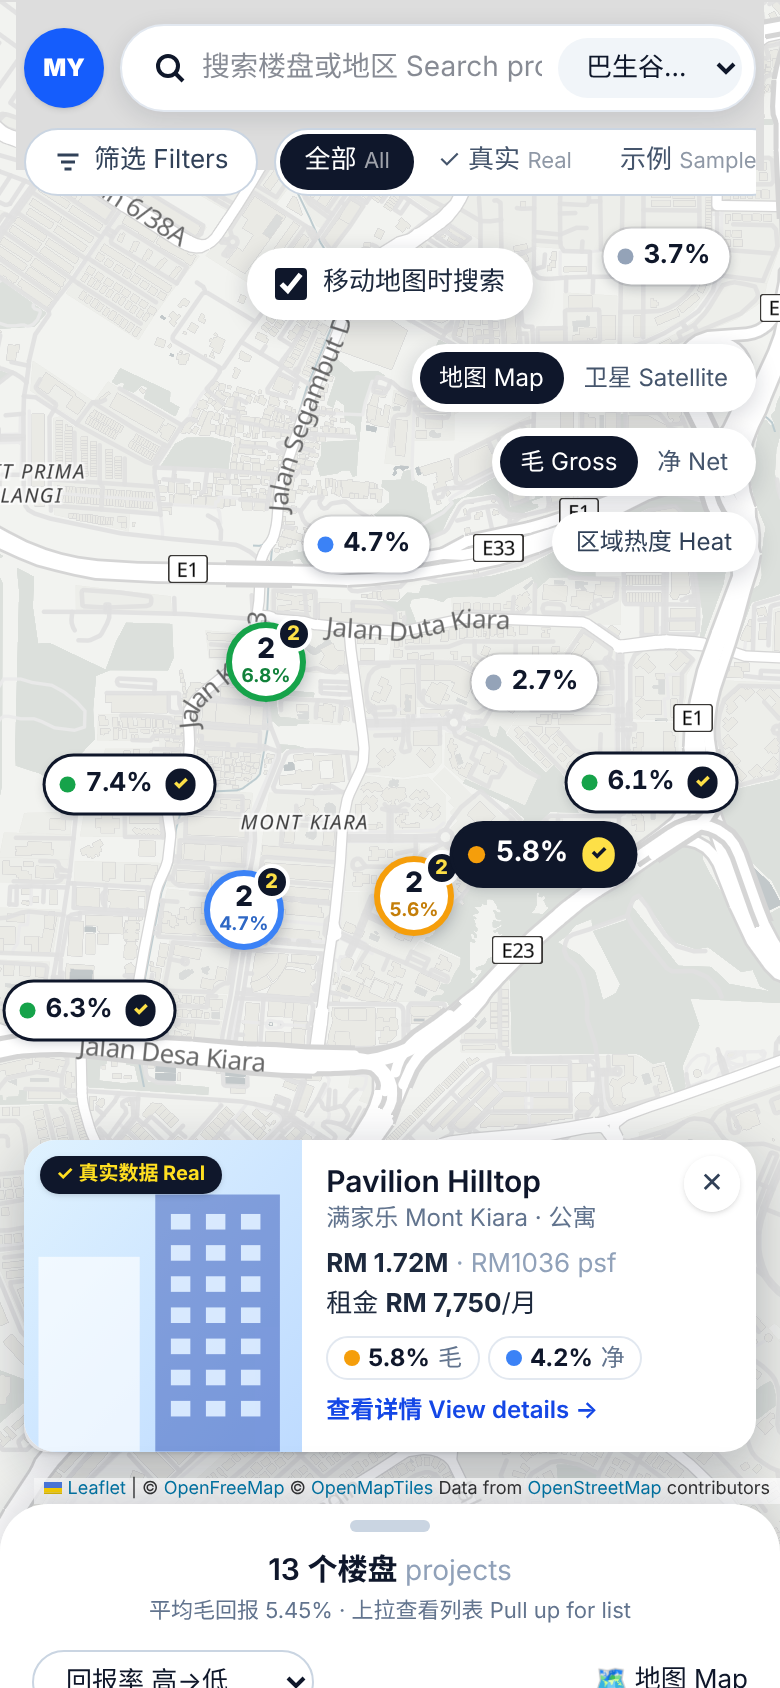 MY
搜索楼盘或地区 Search pro
巴生谷...
筛选 Filters
全部 All
✓ 真实 Real
示例 Sample
n 6/38A
3.7%
移动地图时搜索
Jalan Segambut D
地图 Map
卫星 Satellite
毛 Gross
净 Net
T PRIMA
LANGI
E1
4.7%
E33
区域热度 Heat
E1
3
2
2
6.8%
Jalan Duta Kiara
Jalan K
2.7%
E1
7.4%
6.1%
MONT KIARA
5.8%
2
2
4.7%
2
2
5.6%
E23
6.3%
Jalan Desa Kiara
✓ 真实数据 Real
Pavilion Hilltop
满家乐 Mont Kiara · 公寓
RM 1.72M · RM1036 psf
租金 RM 7,750/月
5.8% 毛
4.2% 净
查看详情 View details →
Leaflet | © OpenFreeMap © OpenMapTiles Data from OpenStreetMap contributors
13 个楼盘 projects
平均毛回报 5.45% · 上拉查看列表 Pull up for list
回报率 高→低
地图 Map